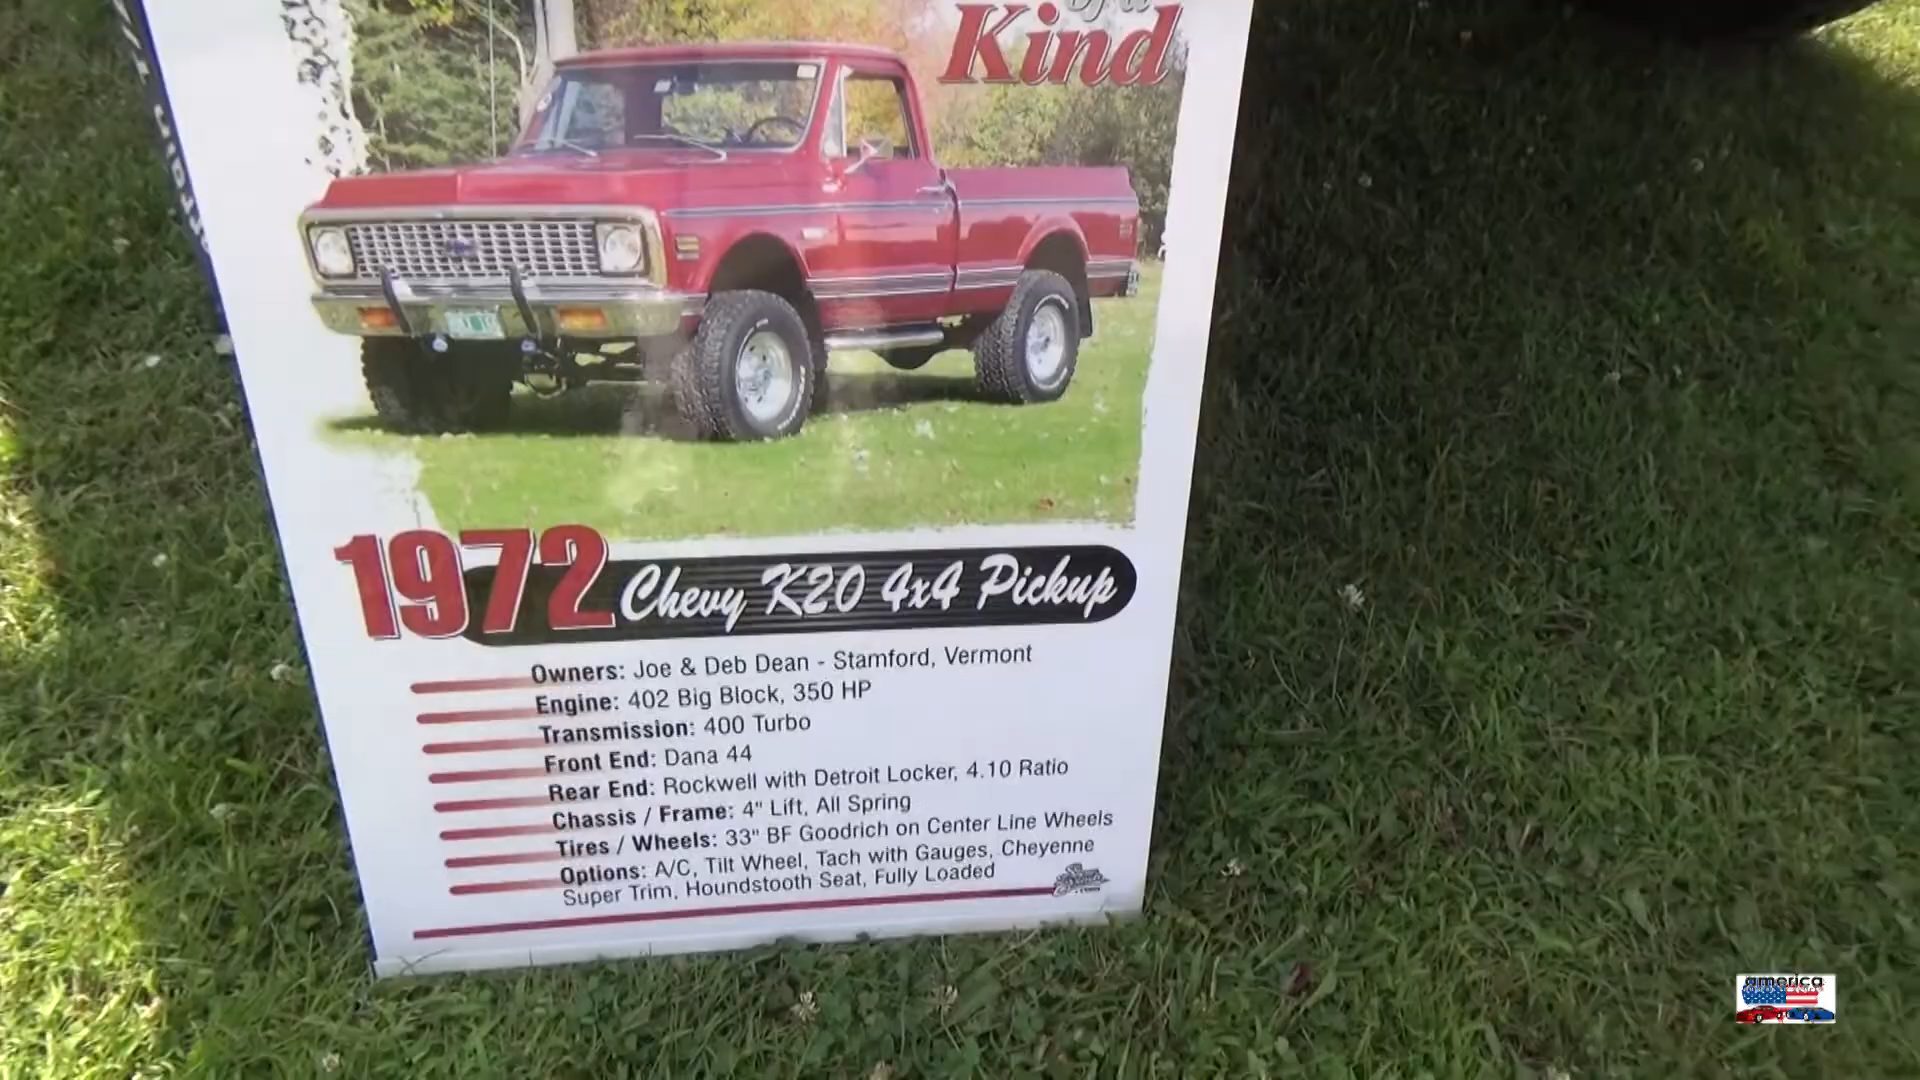 of a
Kind
1972 Chevy K20 4x4 Pickup
Owners: Joe & Deb Dean - Stamford, Vermont
Engine: 402 Big Block, 350 HP
Transmission: 400 Turbo
Front End: Dana 44
Rear End: Rockwell with Detroit Locker, 4.10 Ratio
Chassis / Frame: 4" Lift, All Spring
Tires / Wheels: 33" BF Goodrich on Center Line Wheels
Options: A/C, Tilt Wheel, Tach with Gauges, Cheyenne
Super Trim, Houndstooth Seat, Fully Loaded
america